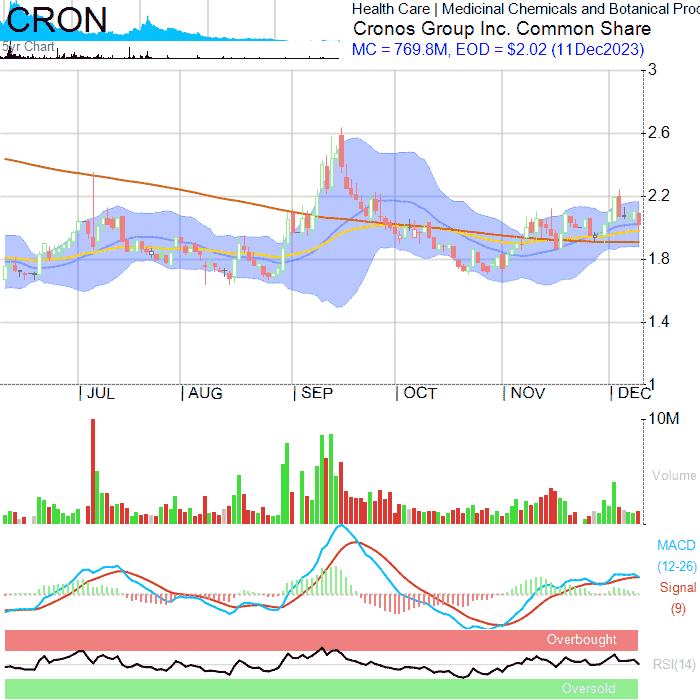 CRON
5yr Chart
Health Care | Medicinal Chemicals and Botanical Proc
Cronos Group Inc. Common Share
MC = 769.8M, EOD = $2.02 (11Dec2023)
3
2.6
2.2
1.8
1.4
1
| JUL
| AUG
| SEP
| OCT
| NOV
| DEC
10M
Volume
MACD
(12-26)
Signal
(9)
Overbought
RSI(14)
Oversold